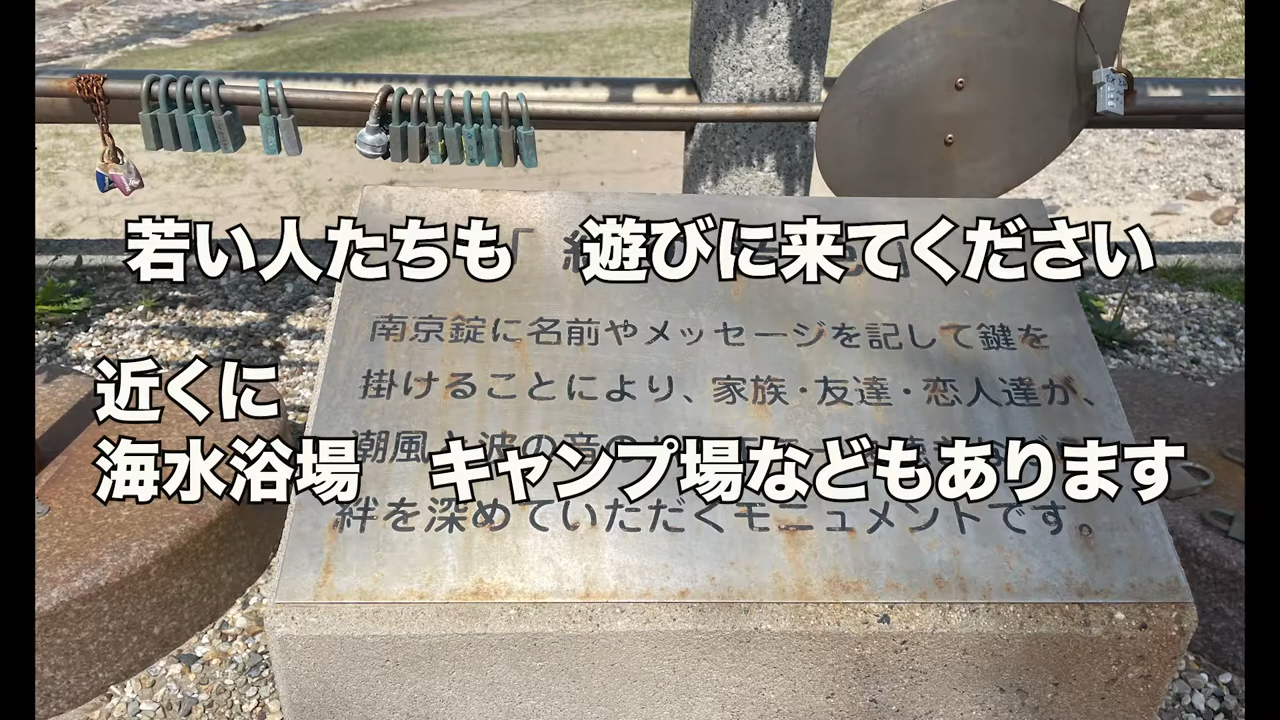 若い人たちも　遊びに来てください
南京錠に名前やメッセージを記して鍵を
掛けることにより、家族・友達・恋人達が、
近くに
潮風
海水浴場　キャンプ場などもあります
絆を深めていただくモニュメントです。